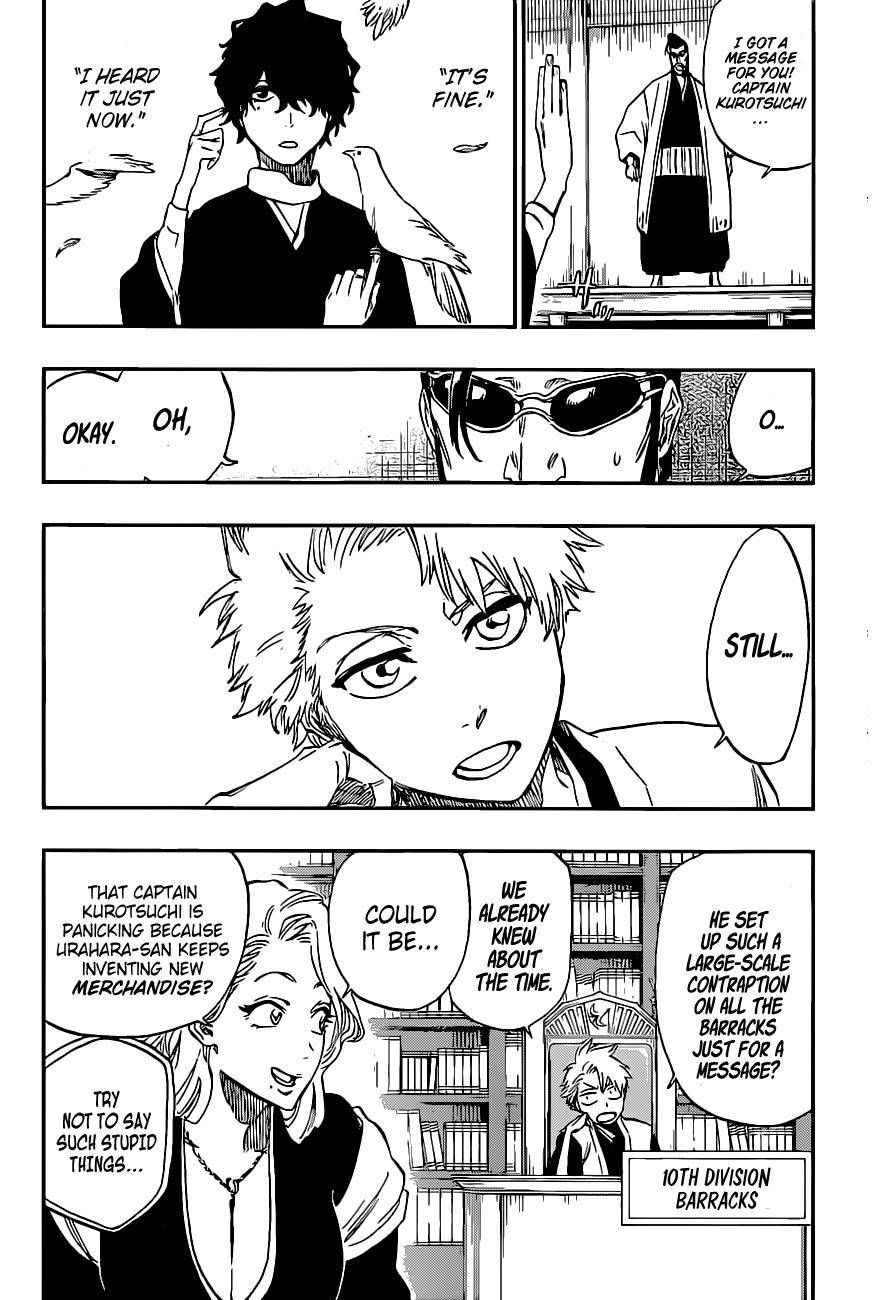 I GOT A
MESSAGE
FOR YOU!
CAPTAIN
KUROTSUCHI
...
"IT'S
FINE."
"I HEARD
IT JUST
NOW."
O...
OH,
OKAY.
STILL...
HE SET
UP SUCH A
LARGE-SCALE
CONTRAPTION
ON ALL THE
BARRACKS
JUST FOR A
MESSAGE?
WE
ALREADY
KNEW
ABOUT
THE TIME.
10TH DIVISION
BARRACKS
COULD
IT BE...
THAT CAPTAIN
KUROTSUCHI IS
PANICKING BECAUSE
URAHARA-SAN KEEPS
INVENTING NEW
MERCHANDISE?
TRY
NOT TO SAY
SUCH STUPID
THINGS...